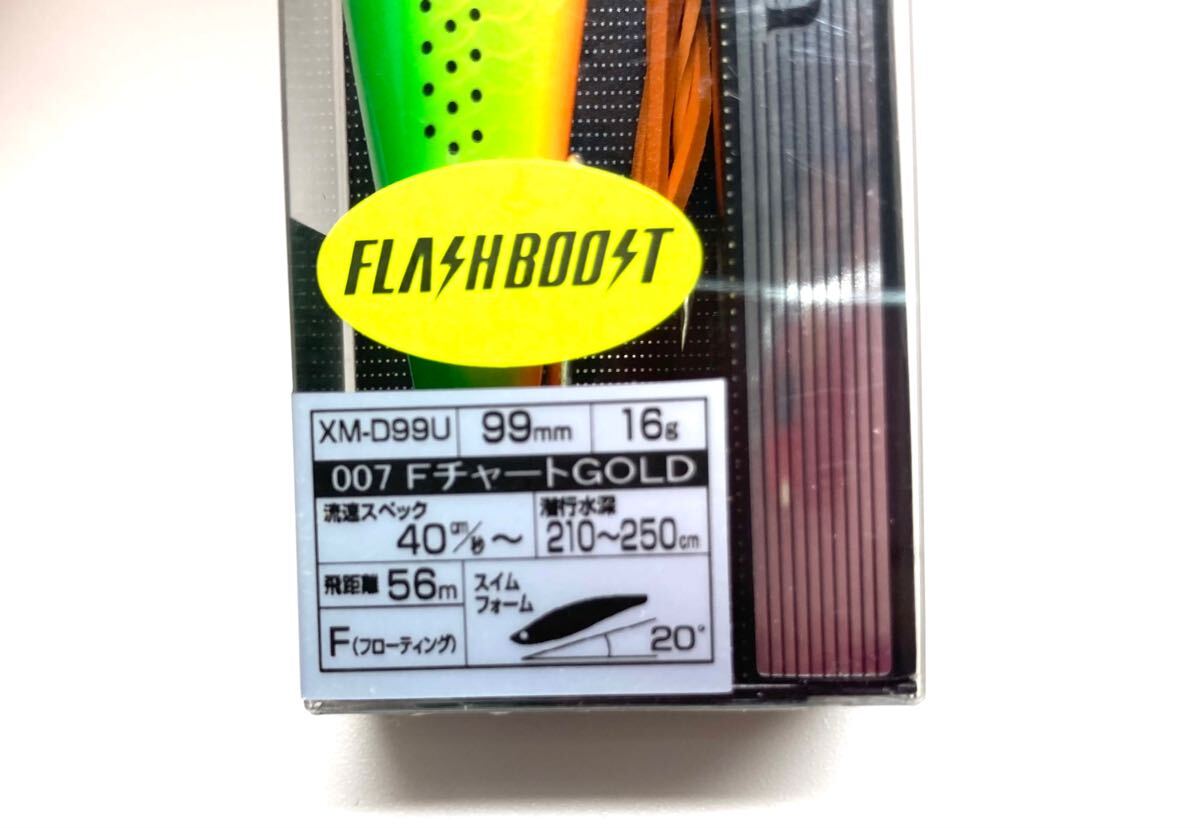 FLASHBOOST
XM-D99U 99mm 16g
007 FチャートGOLD
流速スペック 潜行水深
40cm/秒〜 210〜250cm
飛距離 56m スイム
フォーム
F(フローティング) 20°